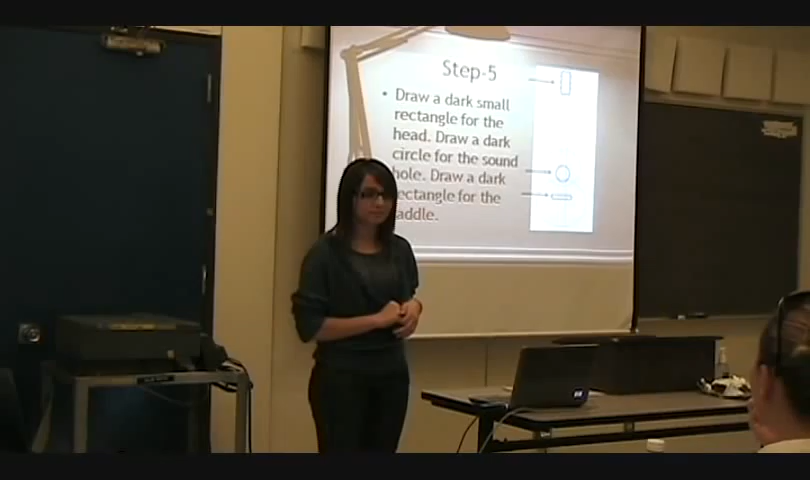 Step-5
• Draw a dark small
rectangle for the
head. Draw a dark
circle for the sound
hole. Draw a dark
ectangle for the
addle.